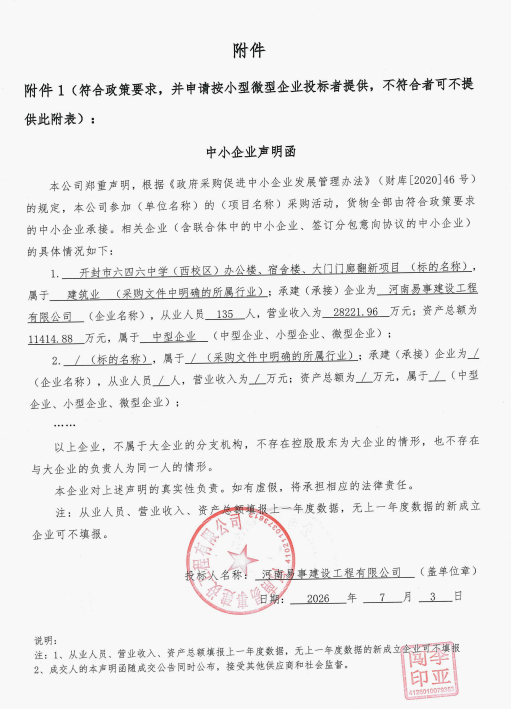 附件
附件 1（符合政策要求，并申请按小型微型企业投标者提供，不符合者可不提
供此附表）：
中小企业声明函
本公司郑重声明，根据《政府采购促进中小企业发展管理办法》（财库[2020]46 号）
的规定，本公司参加（单位名称）的（项目名称）采购活动，货物全部由符合政策要求
的中小企业承接。相关企业（含联合体中的中小企业、签订分包意向协议的中小企业）
的具体情况如下：
1. 开封市六四六中学（西校区）办公楼、宿舍楼、大门门廊翻新项目 （标的名称），
属于 建筑业 （采购文件中明确的所属行业）；承建（承接）企业为 河南易事建设工程
有限公司 （企业名称），从业人员 135 人，营业收入为 28221.96 万元；资产总额为
11414.88 万元，属于 中型企业 （中型企业、小型企业、微型企业）；
2. / （标的名称），属于 / （采购文件中明确的所属行业）；承建（承接）企业为 /
（企业名称），从业人员 / 人，营业收入为 / 万元；资产总额为 / 万元，属于 / （中型
企业、小型企业、微型企业）；
……
以上企业，不属于大企业的分支机构，不存在控股股东为大企业的情形，也不存在
与大企业的负责人为同一人的情形。
本企业对上述声明的真实性负责。如有虚假，将承担相应的法律责任。
注：从业人员、营业收入、资产总额填报上一年度数据，无上一年度数据的新成立
企业可不填报。
投标人名称： 河南易事建设工程有限公司 （盖单位章）
日期： 2026 年 7 月 3 日
说明：
注：1、从业人员、营业收入、资产总额填报上一年度数据，无上一年度数据的新成立企业可不填报
2、成交人的本声明函随成交公告同时公布，接受其他供应商和社会监督。
闯李
印亚